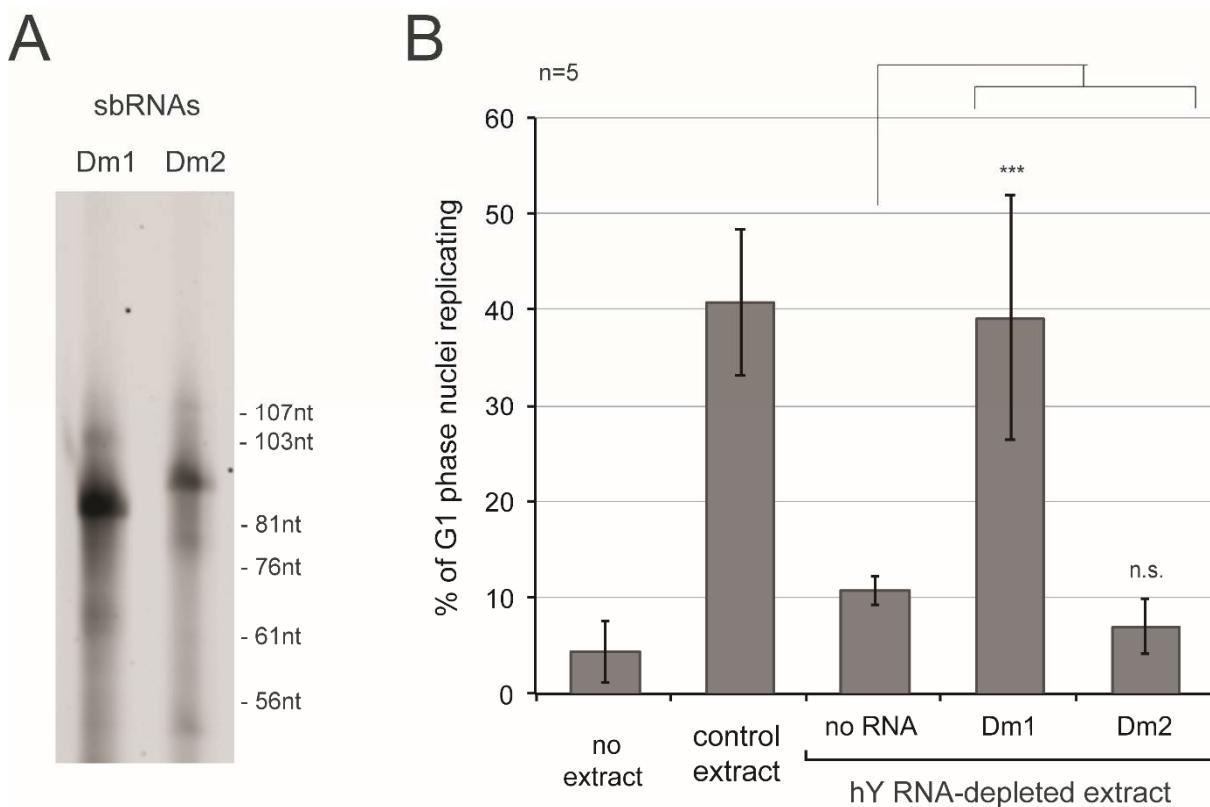 A
sbRNAs
Dm1 Dm2
- 107nt
- 103nt
- 81nt
- 76nt
- 61nt
- 56nt
B
n=5
% of G1 phase nuclei replicating
60
50
40
30
20
10
0
***
n.s.
no
extract
control
extract
no RNA
Dm1
Dm2
hY RNA-depleted extract